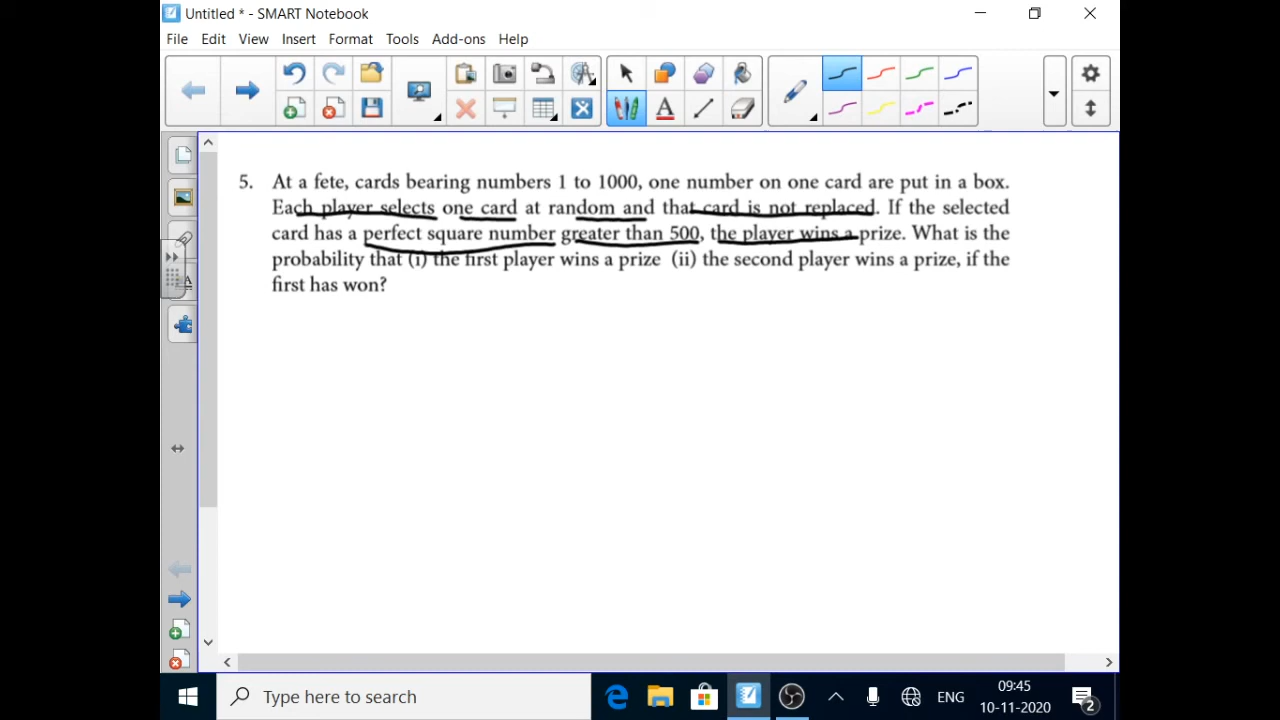 Untitled * - SMART Notebook
File Edit View Insert Format Tools Add-ons Help
5. At a fete, cards bearing numbers 1 to 1000, one number on one card are put in a box.
Each player selects one card at random and that card is not replaced. If the selected
card has a perfect square number greater than 500, the player wins a prize. What is the
probability that (i) the first player wins a prize (ii) the second player wins a prize, if the
first has won?
Type here to search
ENG
09:45
10-11-2020
2